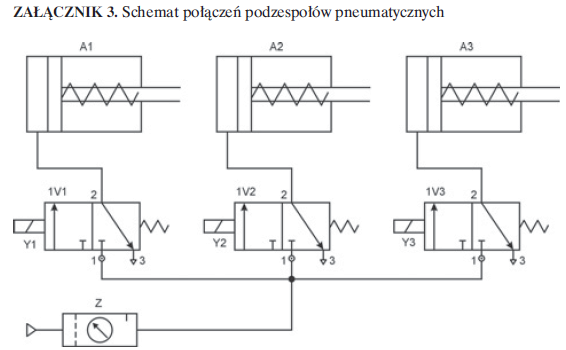 ZAŁĄCZNIK 3. Schemat połączeń podzespołów pneumatycznych
A1 A2 A3
1V1 2 1V2 2 1V3 2
Y1 1 3 Y2 1 3 Y3 1 3
Z